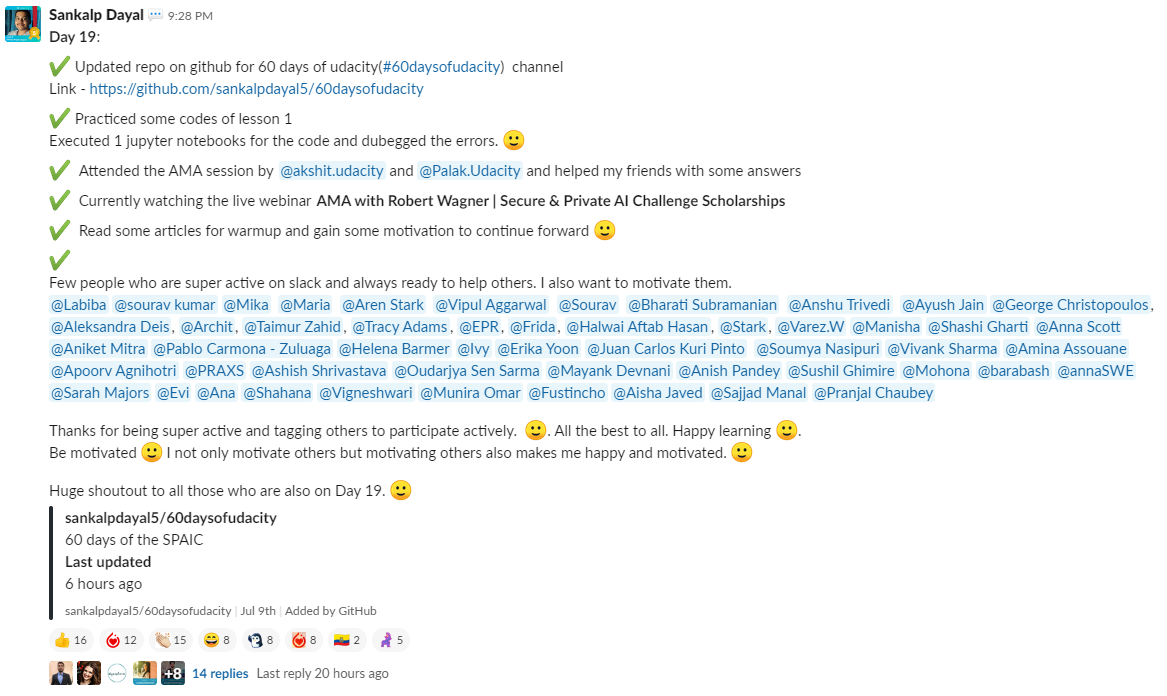 Sankalp Dayal 9:28 PM
Day 19:
Updated repo on github for 60 days of udacity(#60daysofudacity) channel
Link - https://github.com/sankalpdayal5/60daysofudacity
Practiced some codes of lesson 1
Executed 1 jupyter notebooks for the code and dubegged the errors.
Attended the AMA session by @akshit.udacity and @Palak.Udacity and helped my friends with some answers
Currently watching the live webinar AMA with Robert Wagner | Secure & Private AI Challenge Scholarships
Read some articles for warmup and gain some motivation to continue forward
Few people who are super active on slack and always ready to help others. I also want to motivate them.
@Labiba @sourav kumar @Mika @Maria @Aren Stark @Vipul Aggarwal @Sourav @Bharati Subramanian @Anshu Trivedi @Ayush Jain @George Christopoulos,
@Aleksandra Deis, @Archit, @Taimur Zahid, @Tracy Adams, @EPR, @Frida, @Halwai Aftab Hasan, @Stark, @Varez.W @Manisha @Shashi Gharti @Anna Scott
@Aniket Mitra @Pablo Carmona - Zuluaga @Helena Barmer @Ivy @Erika Yoon @Juan Carlos Kuri Pinto @Soumya Nasipuri @Vivank Sharma @Amina Assouane
@Apoorv Agnihotri @PRAXS @Ashish Shrivastava @Oudarjya Sen Sarma @Mayank Devnani @Anish Pandey @Sushil Ghimire @Mohona @barabash @annaSWE
@Sarah Majors @Evi @Ana @Shahana @Vigneshwari @Munira Omar @Fustincho @Aisha Javed @Sajjad Manal @Pranjal Chaubey
Thanks for being super active and tagging others to participate actively. . All the best to all. Happy learning .
Be motivated I not only motivate others but motivating others also makes me happy and motivated.
Huge shoutout to all those who are also on Day 19.
sankalpdayal5/60daysofudacity
60 days of the SPAIC
Last updated
6 hours ago
sankalpdayal5/60daysofudacity | Jul 9th | Added by GitHub
16 12 15 8 8 8 2 5
+8 14 replies Last reply 20 hours ago